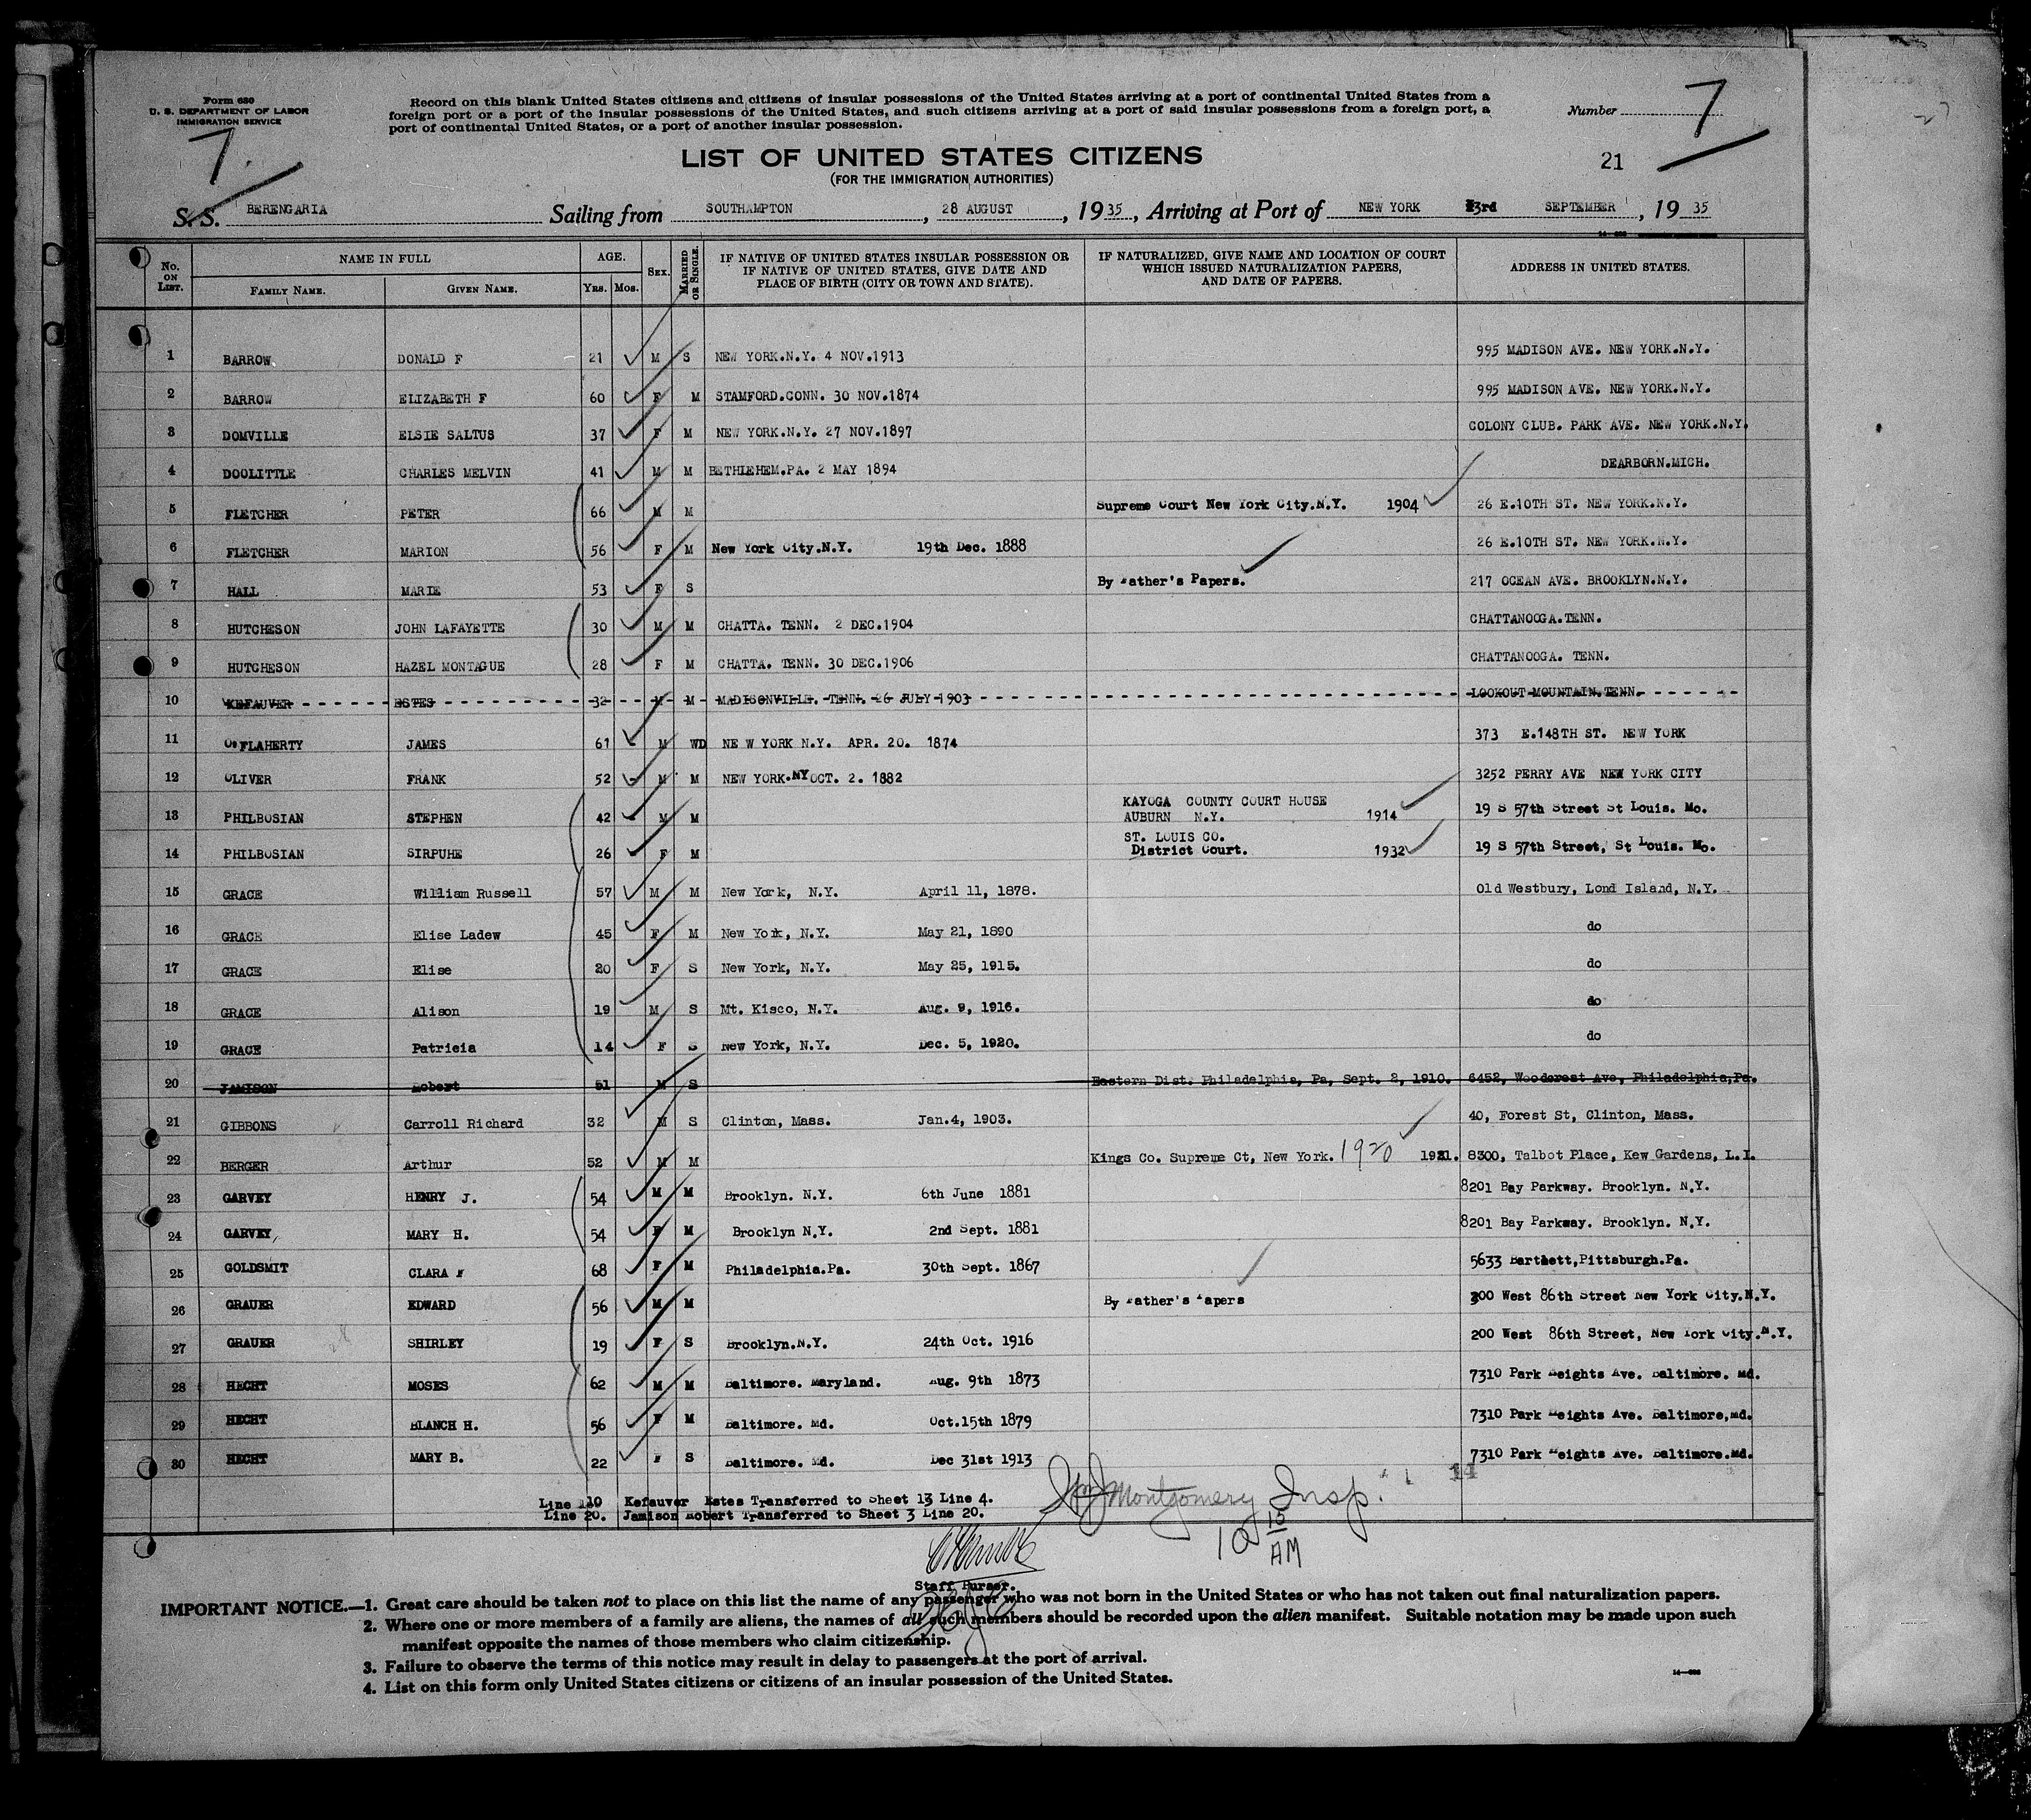 Form 680
U. S. DEPARTMENT OF LABOR
IMMIGRATION SERVICE
7.
Record on this blank United States citizens and citizens of insular possessions of the United States arriving at a port of continental United States from a
foreign port or a port of the insular possessions of the United States, and such citizens arriving at a port of said insular possessions from a foreign port, a
port of continental United States, or a port of another insular possession.
Number 7
LIST OF UNITED STATES CITIZENS
(FOR THE IMMIGRATION AUTHORITIES)
21
S. S. BERENGARIA Sailing from SOUTHAMPTON, 28 AUGUST, 1935, Arriving at Port of NEW YORK 3rd SEPTEMBER, 1935
No. ON LIST. NAME IN FULL FAMILY NAME. GIVEN NAME. AGE. YRS. MOS. SEX. MARRIED OR SINGLE. IF NATIVE OF UNITED STATES INSULAR POSSESSION OR IF NATIVE OF UNITED STATES, GIVE DATE AND PLACE OF BIRTH (CITY OR TOWN AND STATE). IF NATURALIZED, GIVE NAME AND LOCATION OF COURT WHICH ISSUED NATURALIZATION PAPERS, AND DATE OF PAPERS. ADDRESS IN UNITED STATES.
1 BARROW DONALD F 21 M S NEW YORK.N.Y. 4 NOV.1913 995 MADISON AVE. NEW YORK.N.Y.
2 BARROW ELIZABETH F 60 F M STAMFORD.CONN. 30 NOV.1874 995 MADISON AVE. NEW YORK.N.Y.
3 DOMVILLE ELSIE SALTUS 37 F M NEW YORK.N.Y. 27 NOV.1897 COLONY CLUB. PARK AVE. NEW YORK.N.Y.
4 DOOLITTLE CHARLES MELVIN 41 M M BETHLEHEM.PA. 2 MAY 1894 DEARBORN.MICH.
5 FLETCHER PETER 66 M M Supreme Court New York City.N.Y. 1904 26 E.10TH ST. NEW YORK.N.Y.
6 FLETCHER MARION 56 F M New York City.N.Y. 19th Dec. 1888 26 E.10TH ST. NEW YORK.N.Y.
7 HALL MARIE 53 F S By Father's Papers. 217 OCEAN AVE. BROOKLYN.N.Y.
8 HUTCHESON JOHN LAFAYETTE 30 M M CHATTA. TENN. 2 DEC.1904 CHATTANOOGA.TENN.
9 HUTCHESON HAZEL MONTAGUE 28 F M CHATTA. TENN. 30 DEC.1906 CHATTANOOGA. TENN.
10 KEFAUVER ESTES 32 M M MADISONVILLE. TENN. 26 JULY 1903 LOOKOUT MOUNTAIN.TENN.
11 O'FLAHERTY JAMES 61 M WD NE W YORK N.Y. APR. 20. 1874 373 E.148TH ST. NEW YORK
12 OLIVER FRANK 52 M M NEW YORK.NY OCT. 2. 1882 3252 PERRY AVE NEW YORK CITY
13 PHILBOSIAN STEPHEN 42 M M KAYOGA COUNTY COURT HOUSE AUBURN N.Y. 1914 19 S 57th Street St Louis. Mo.
14 PHILBOSIAN SIRPUHE 26 F M ST. LOUIS CO. District Court. 1932 19 S 57th Street, St Louis. Mo.
15 GRACE William Russell 57 M M New York, N.Y. April 11, 1878. Old Westbury, Lond Island, N.Y.
16 GRACE Elise Ladew 45 F M New York, N.Y. May 21, 1890 do
17 GRACE Elise 20 F S New York, N.Y. May 25, 1915. do
18 GRACE Alison 19 M S Mt. Kisco, N.Y. Aug. 9, 1916. do
19 GRACE Patricia 14 F S New York, N.Y. Dec. 5, 1920. do
20 JAMISON Robert 51 M S Eastern Dist. Philadelphia, Pa, Sept. 2, 1910. 6452, Woodcrest Ave, Philadelphia,Pa.
21 GIBBONS Carroll Richard 32 M S Clinton, Mass. Jan.4, 1903. 40, Forest St, Clinton, Mass.
22 BERGER Arthur 52 M M Kings Co. Supreme Ct, New York. 1920 1921. 8300, Talbot Place, Kew Gardens, L.I.
23 GARVEY HENRY J. 54 M M Brooklyn. N.Y. 6th June 1881 8201 Bay Parkway. Brooklyn. N.Y.
24 GARVEY, MARY H. 54 F M Brooklyn N.Y. 2nd Sept. 1881 8201 Bay Parkway. Brooklyn. N.Y.
25 GOLDSMIT CLARA F 68 F M Philadelphia.Pa. 30th Sept. 1867 5633 Bartlett,Pittsburgh.Pa.
26 GRAUER EDWARD 56 M M By Father's Papers 200 West 86th Street New York City.N.Y.
27 GRAUER SHIRLEY 19 F S Brooklyn.N.Y. 24th Oct. 1916 200 West 86th Street, New York City.N.Y.
28 HECHT MOSES 62 M M Baltimore. Maryland. Aug. 9th 1873 7310 Park Heights Ave. Baltimore. Md.
29 HECHT BLANCH H. 56 F M Baltimore. Md. Oct.15th 1879 7310 Park Heights Ave. Baltimore,Md.
30 HECHT MARY B. 22 F S Baltimore. Md. Dec 31st 1913 7310 Park Heights Ave. Baltimore.Md.
14
Line 10 Kefauver Estes Transferred to Sheet 13 Line 4.
Line 20. Jamison Robert Transferred to Sheet 3 Line 20.
Montgomery Insp.
10 15 AM
Staff Purser.
IMPORTANT NOTICE.—1. Great care should be taken not to place on this list the name of any passenger who was not born in the United States or who has not taken out final naturalization papers.
2. Where one or more members of a family are aliens, the names of all such members should be recorded upon the alien manifest. Suitable notation may be made upon such
manifest opposite the names of those members who claim citizenship.
3. Failure to observe the terms of this notice may result in delay to passengers at the port of arrival.
4. List on this form only United States citizens or citizens of an insular possession of the United States.